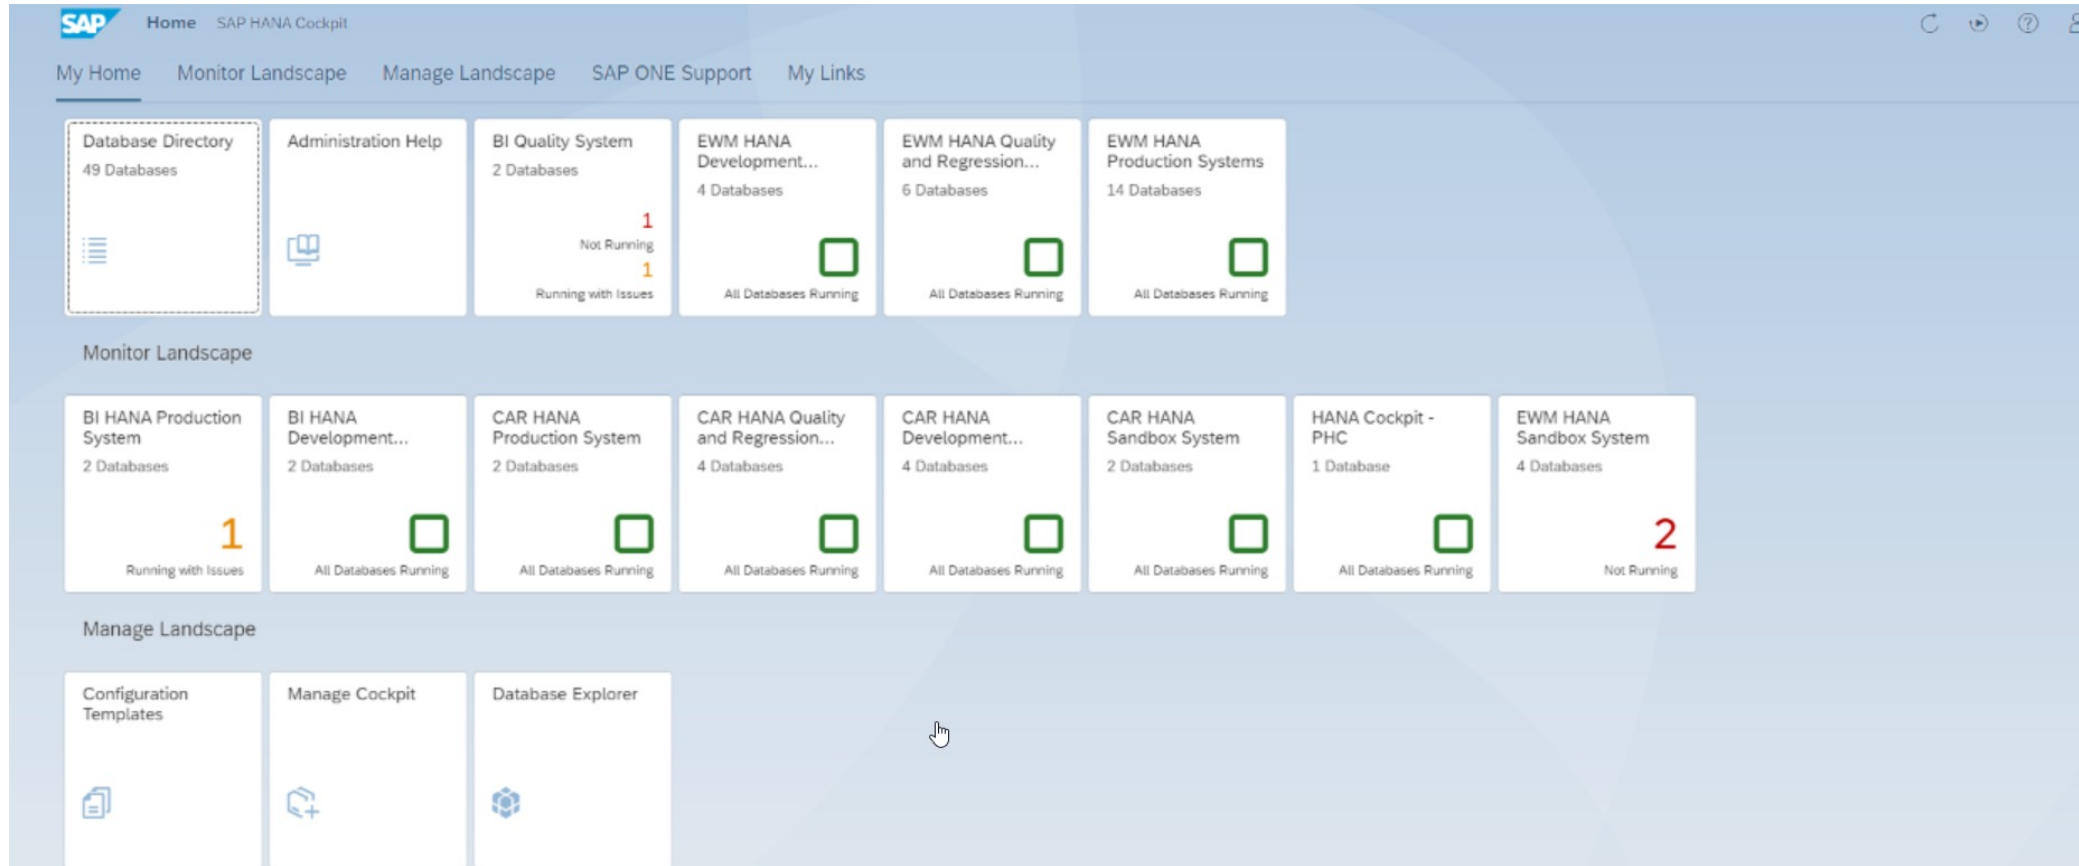 SAP Home SAP HANA Cockpit
My Home Monitor Landscape Manage Landscape SAP ONE Support My Links
Database Directory
49 Databases
Administration Help
BI Quality System
2 Databases
1
Not Running
1
Running with Issues
EWM HANA
Development...
4 Databases
All Databases Running
EWM HANA Quality
and Regression...
6 Databases
All Databases Running
EWM HANA
Production Systems
14 Databases
All Databases Running
Monitor Landscape
BI HANA Production
System
2 Databases
1
Running with Issues
BI HANA
Development...
2 Databases
All Databases Running
CAR HANA
Production System
2 Databases
All Databases Running
CAR HANA Quality
and Regression...
4 Databases
All Databases Running
CAR HANA
Development...
4 Databases
All Databases Running
CAR HANA
Sandbox System
2 Databases
All Databases Running
HANA Cockpit -
PHC
1 Database
All Databases Running
EWM HANA
Sandbox System
4 Databases
2
Not Running
Manage Landscape
Configuration
Templates
Manage Cockpit
Database Explorer